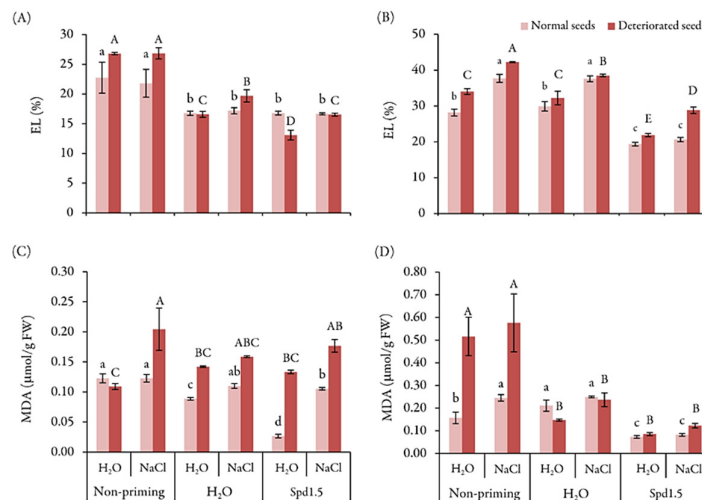 (A)
30
25
20
15
10
5
0
EL (%)
a A a A b C b B b D b C
(B)
Normal seeds Deteriorated seed
50
40
30
20
10
0
EL (%)
b C a A b C a B c E c D
(C)
0.30
0.25
0.20
0.15
0.10
0.05
0.00
MDA (μmol/g FW)
a C a A c BC ab ABC d BC b AB
H₂O NaCl H₂O NaCl H₂O NaCl
Non-priming H₂O Spd1.5
(D)
0.80
0.70
0.60
0.50
0.40
0.30
0.20
0.10
0.00
MDA (μmol/g FW)
b A a A a B a B c B c B
H₂O NaCl H₂O NaCl H₂O NaCl
Non-priming H₂O Spd1.5